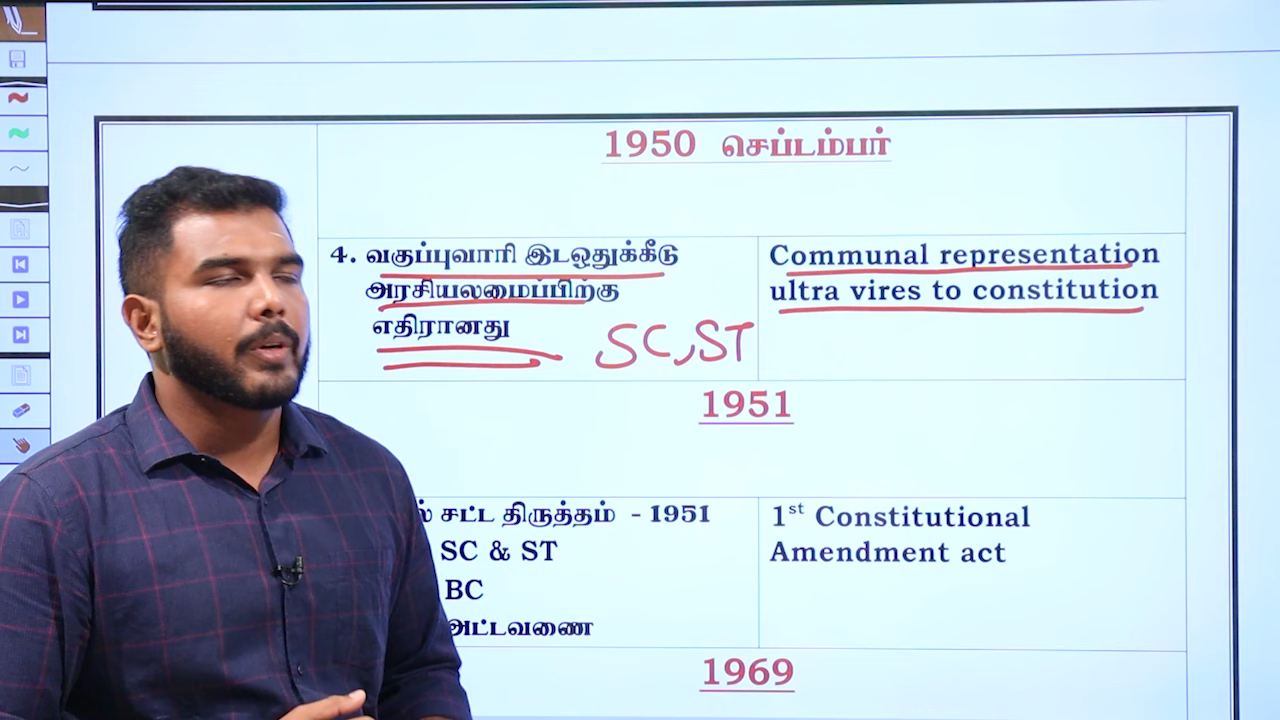 1950 செப்டம்பர்
4. வகுப்புவாரி இடஒதுக்கீடு
அரசியலமைப்பிற்கு
எதிரானது
SC, ST
Communal representation
ultra vires to constitution
1951
சட்ட திருத்தம் - 1951
SC & ST
BC
அட்டவணை
1st Constitutional
Amendment act
1969